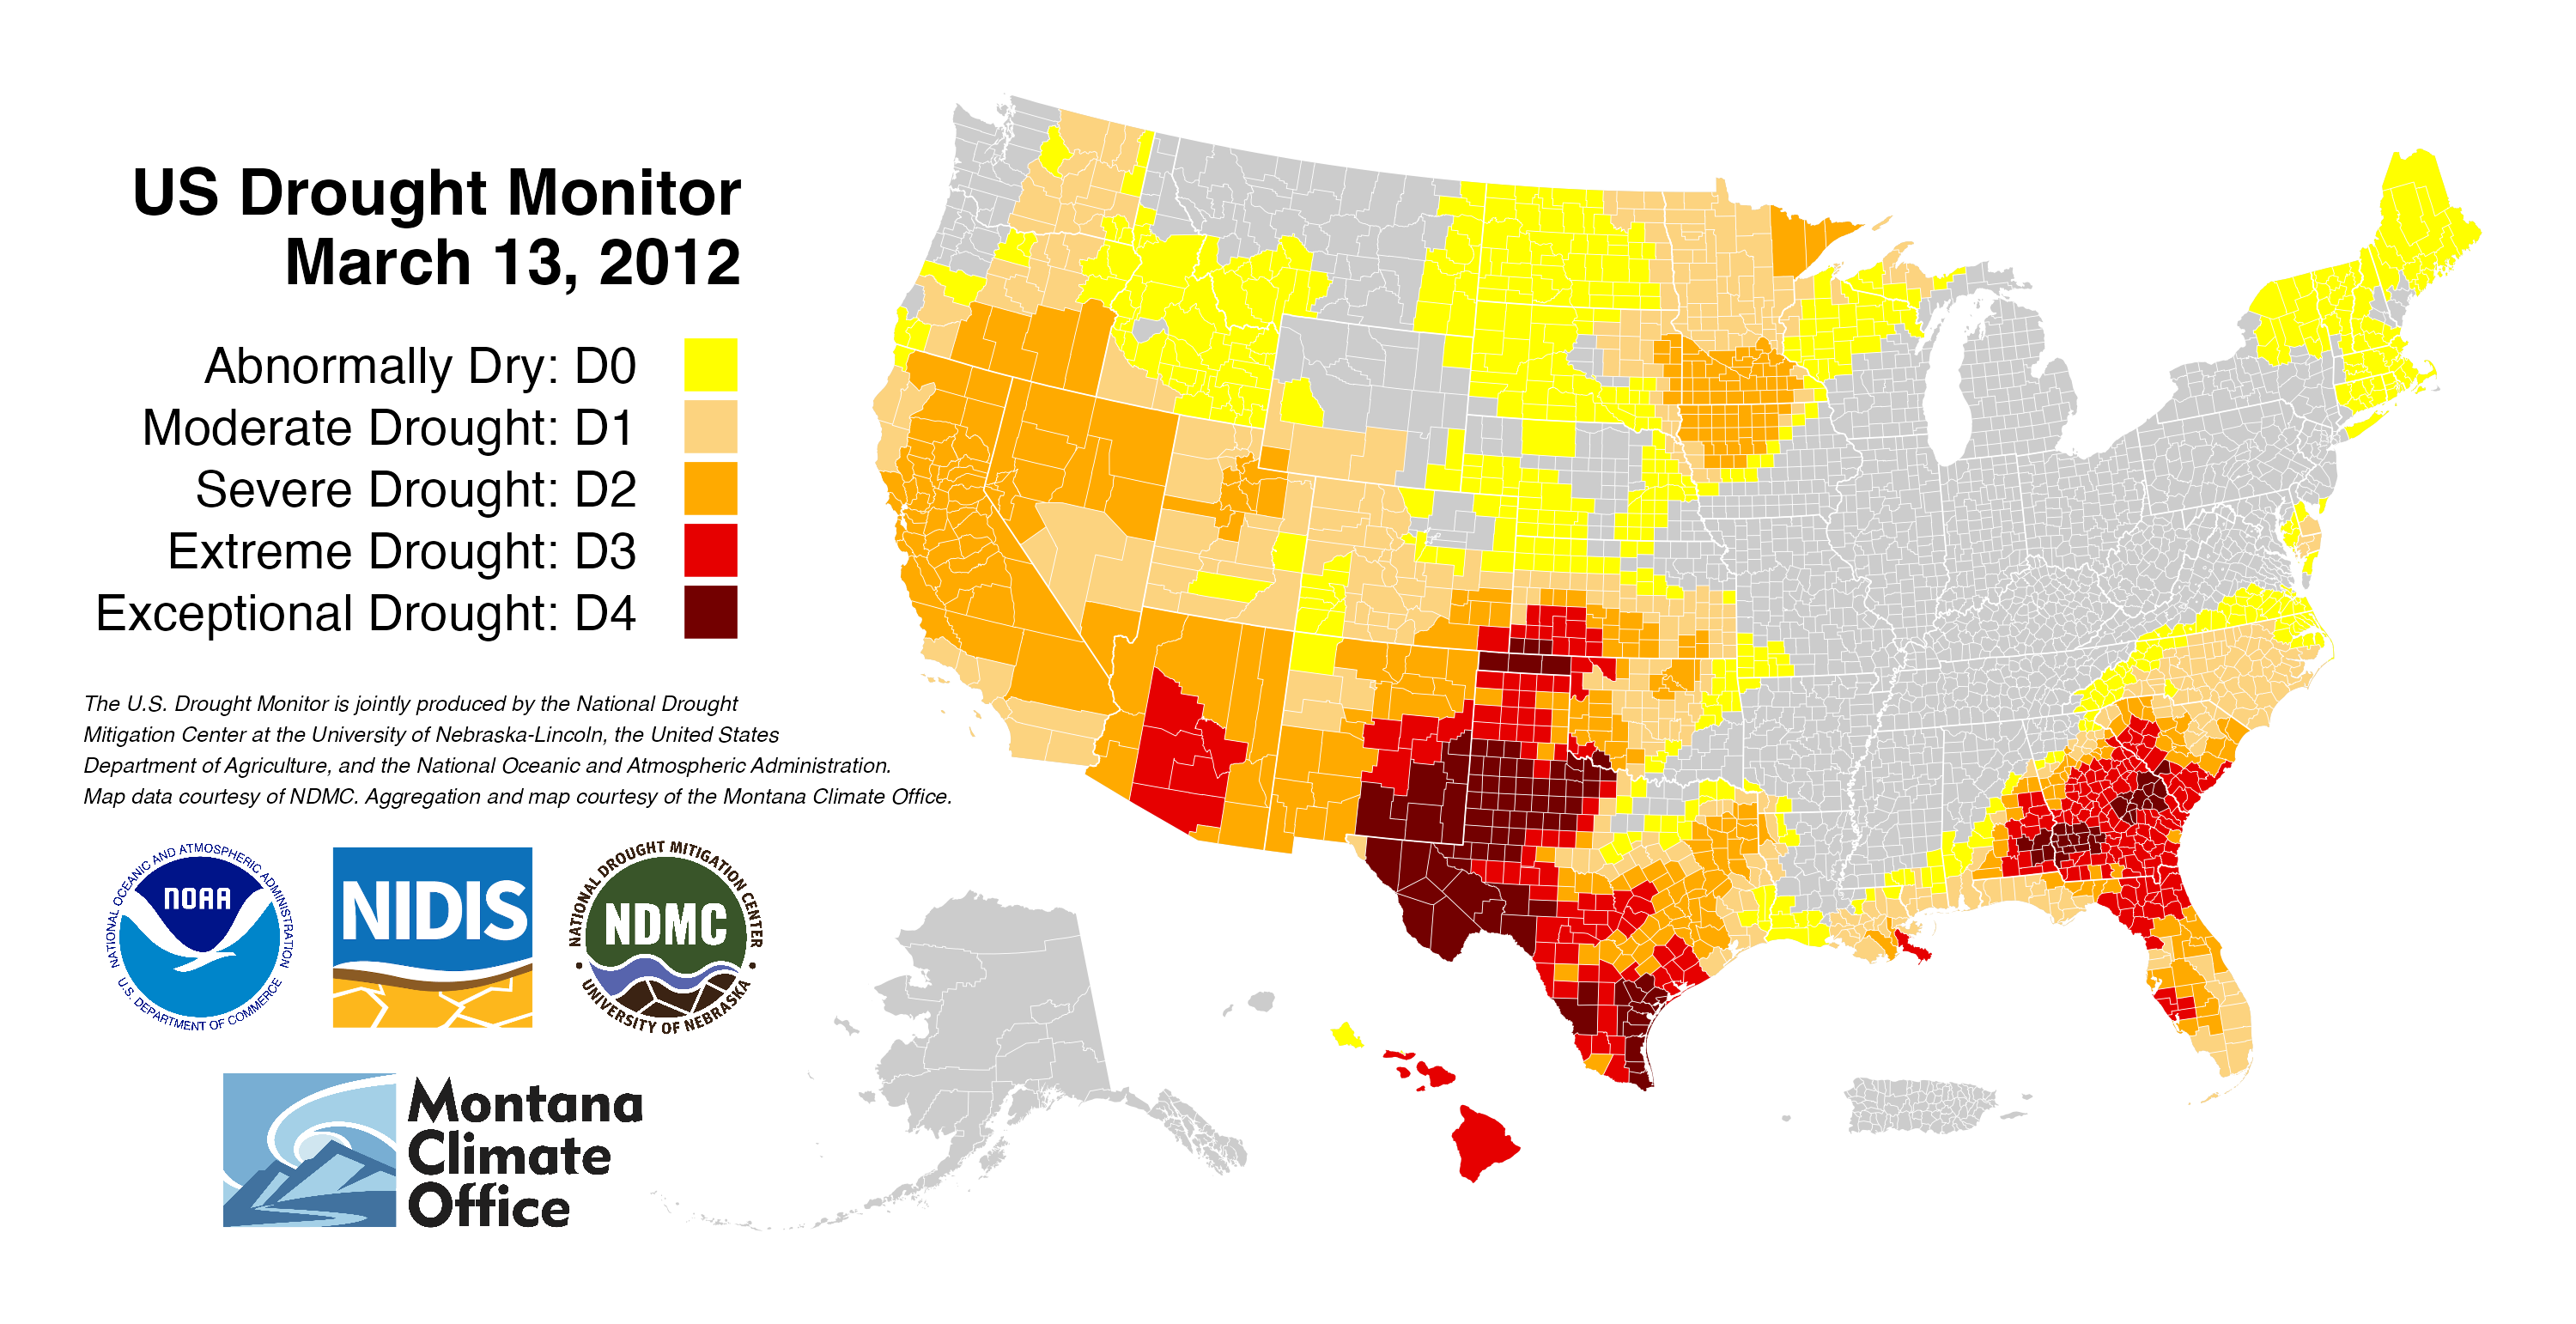 US Drought Monitor
March 13, 2012
Abnormally Dry: D0
Moderate Drought: D1
Severe Drought: D2
Extreme Drought: D3
Exceptional Drought: D4
The U.S. Drought Monitor is jointly produced by the National Drought
Mitigation Center at the University of Nebraska-Lincoln, the United States
Department of Agriculture, and the National Oceanic and Atmospheric Administration.
Map data courtesy of NDMC. Aggregation and map courtesy of the Montana Climate Office.
NATIONAL OCEANIC AND ATMOSPHERIC ADMINISTRATION
NOAA
U.S. DEPARTMENT OF COMMERCE
NIDIS
NATIONAL DROUGHT MITIGATION CENTER
NDMC
UNIVERSITY OF NEBRASKA
Montana
Climate
Office